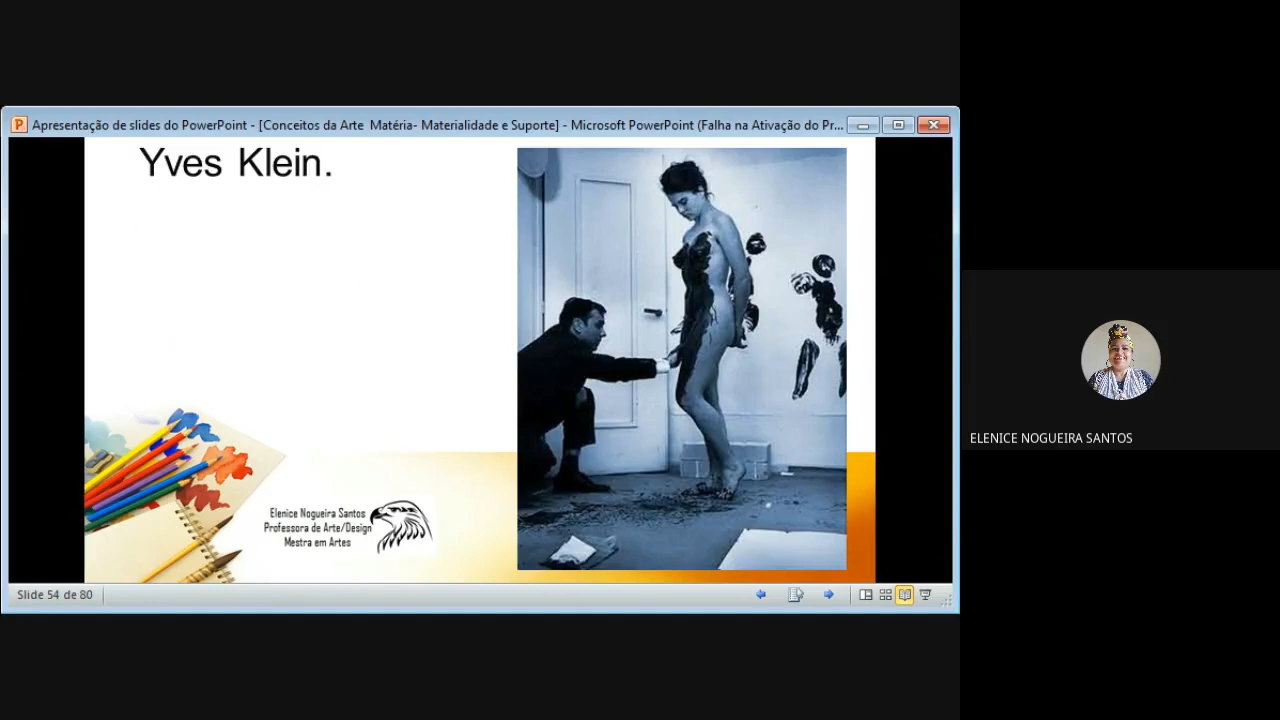 Apresentação de slides do PowerPoint - [Conceitos da Arte  Matéria- Materialidade e Suporte] - Microsoft PowerPoint (Falha na Ativação do Pr...
Yves Klein.
Elenice Nogueira Santos
Professora de Arte/Design
Mestra em Artes
ELENICE NOGUEIRA SANTOS
Slide 54 de 80